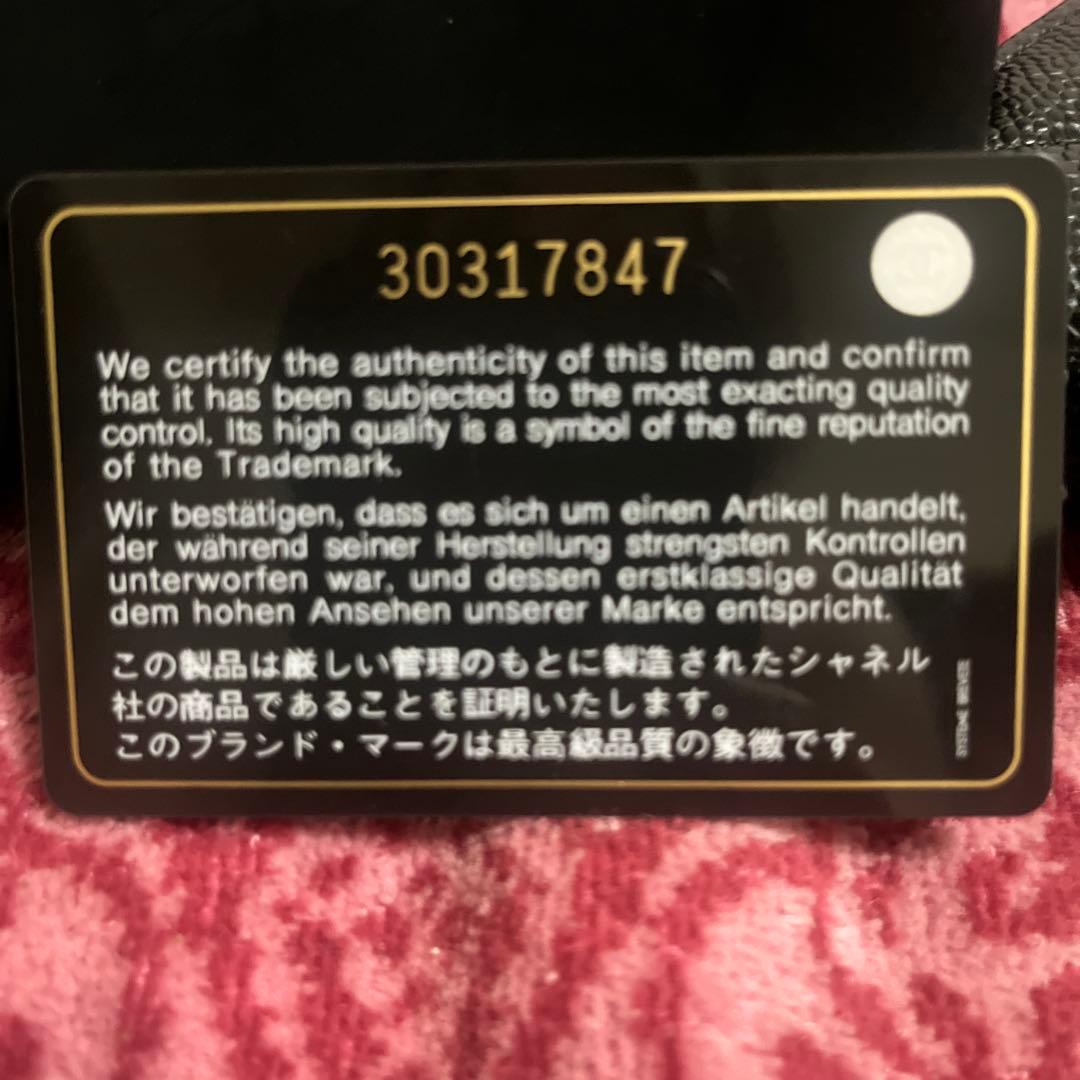 30317847
We certify the authenticity of this item and confirm
that it has been subjected to the most exacting quality
control. Its high quality is a symbol of the fine reputation
of the Trademark.
Wir bestätigen, dass es sich um einen Artikel handelt,
der während seiner Herstellung strengsten Kontrollen
unterworfen war, und dessen erstklassige Qualität
dem hohen Ansehen unserer Marke entspricht.
この製品は厳しい管理のもとに製造されたシャネル
社の商品であることを証明いたします。
このブランド・マークは最高級品質の象徴です。